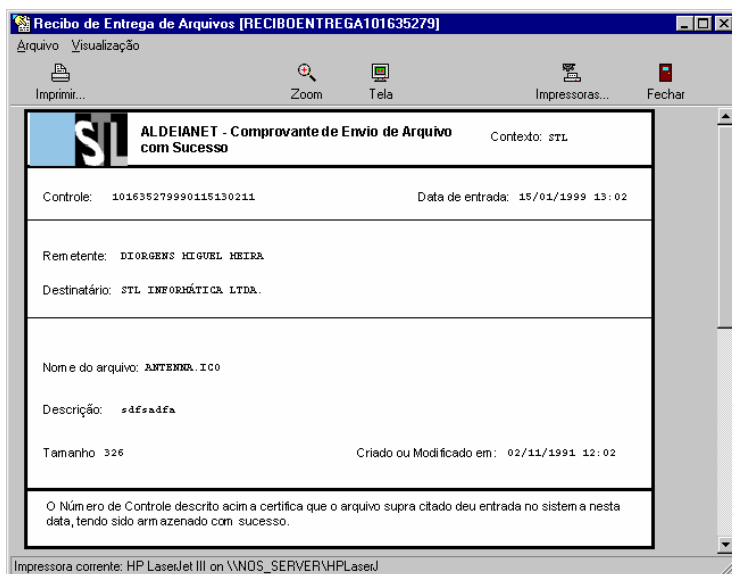 Recibo de Entrega de Arquivos [RECIBOENTREGA101635279]
Arquivo Visualização
Imprimir... Zoom Tela Impressoras... Fechar
STL ALDEIANET - Comprovante de Envio de Arquivo com Sucesso Contexto: STL
Controle: 101635279990115130211 Data de entrada: 15/01/1999 13:02
Remetente: DIORGENS MIGUEL MEIRA
Destinatário: STL INFORMÁTICA LTDA.
Nome do arquivo: ANTENNA.ICO
Descrição: sdfsadfa
Tamanho 326 Criado ou Modificado em: 02/11/1991 12:02
O Número de Controle descrito acima certifica que o arquivo supra citado deu entrada no sistema nesta
data, tendo sido armazenado com sucesso.
Impressora corrente: HP LaserJet III on \\NOS_SERVER\HPLaserJ